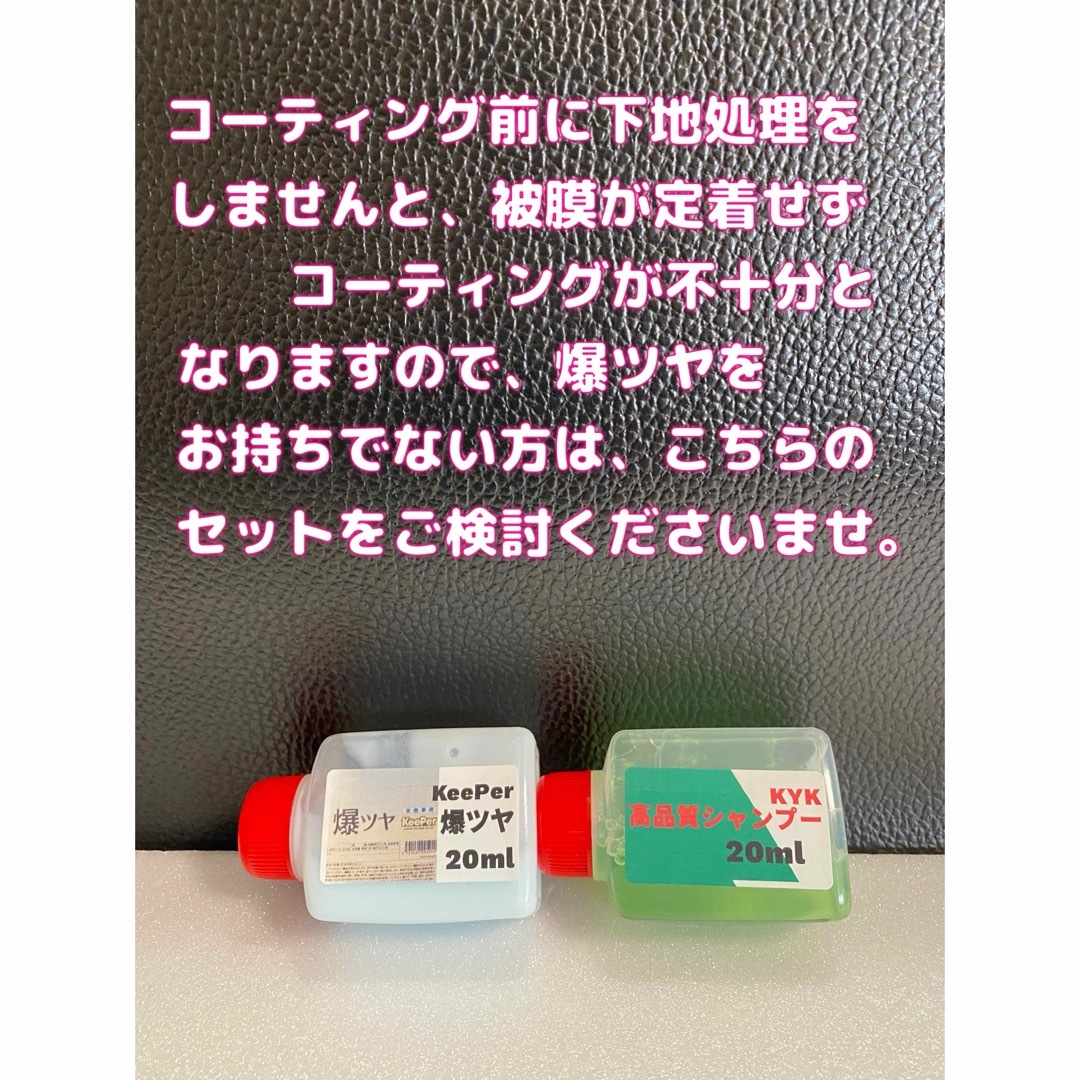 コーティング前に下地処理を
しませんと、被膜が定着せず
コーティングが不十分と
なりますので、爆ツヤを
お持ちでない方は、こちらの
セットをご検討くださいませ。
爆ツヤ
KeePer
KeePer
爆ツヤ
20ml
KYK
高品質シャンプー
20ml